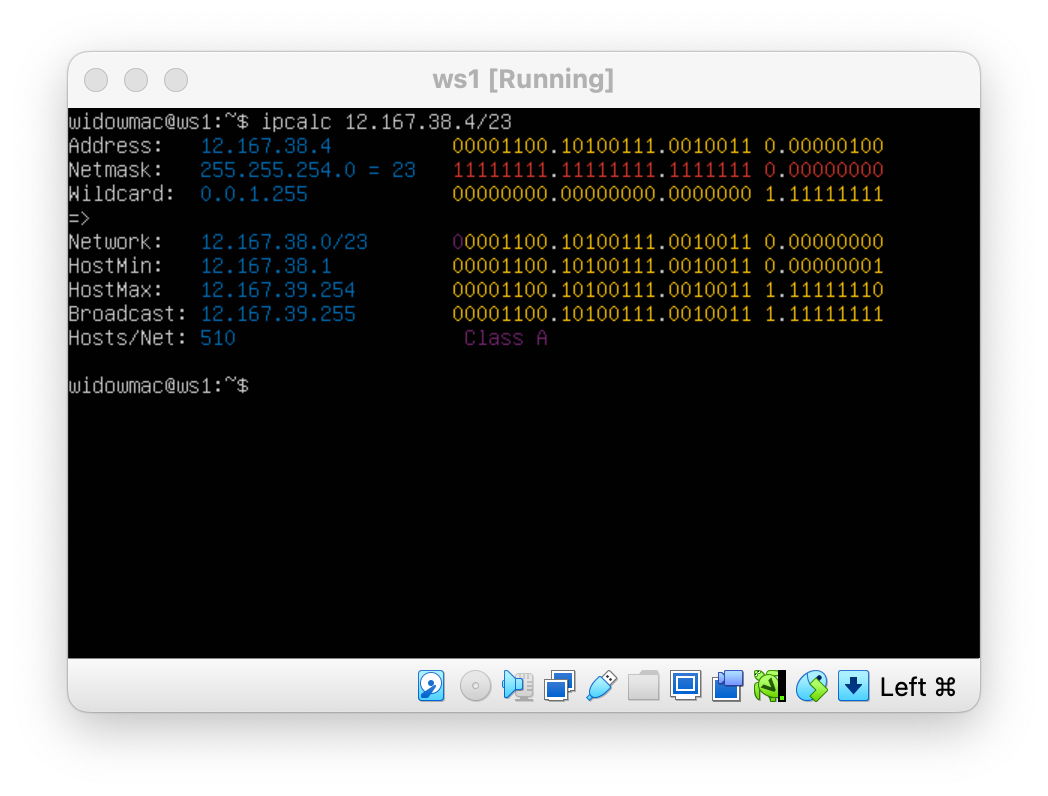 ws1 [Running]
widowmac@ws1:~$ ipcalc 12.167.38.4/23
Address:   12.167.38.4          00001100.10100111.0010011 0.00000100
Netmask:   255.255.254.0 = 23   11111111.11111111.1111111 0.00000000
Wildcard:  0.0.1.255            00000000.00000000.0000000 1.11111111
=>
Network:   12.167.38.0/23       00001100.10100111.0010011 0.00000000
HostMin:   12.167.38.1          00001100.10100111.0010011 0.00000001
HostMax:   12.167.39.254        00001100.10100111.0010011 1.11111110
Broadcast: 12.167.39.255        00001100.10100111.0010011 1.11111111
Hosts/Net: 510                   Class A
widowmac@ws1:~$
Left ⌘